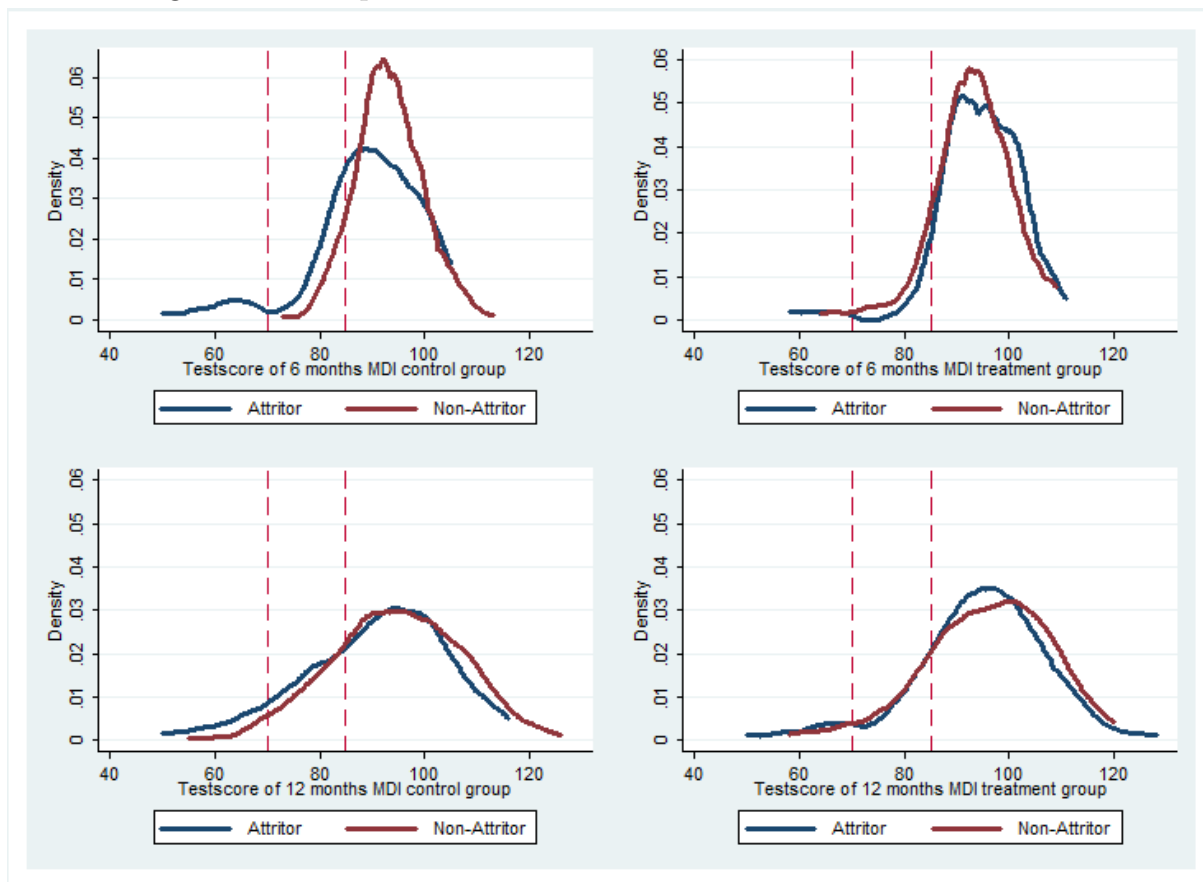 Density
.06
.05
.04
.03
.02
.01
0
40 60 80 100 120
Testscore of 6 months MDI control group
Attritor Non-Attritor
Density
.06
.05
.04
.03
.02
.01
0
40 60 80 100 120
Testscore of 6 months MDI treatment group
Attritor Non-Attritor
Density
.06
.05
.04
.03
.02
.01
0
40 60 80 100 120
Testscore of 12 months MDI control group
Attritor Non-Attritor
Density
.06
.05
.04
.03
.02
.01
0
40 60 80 100 120
Testscore of 12 months MDI treatment group
Attritor Non-Attritor